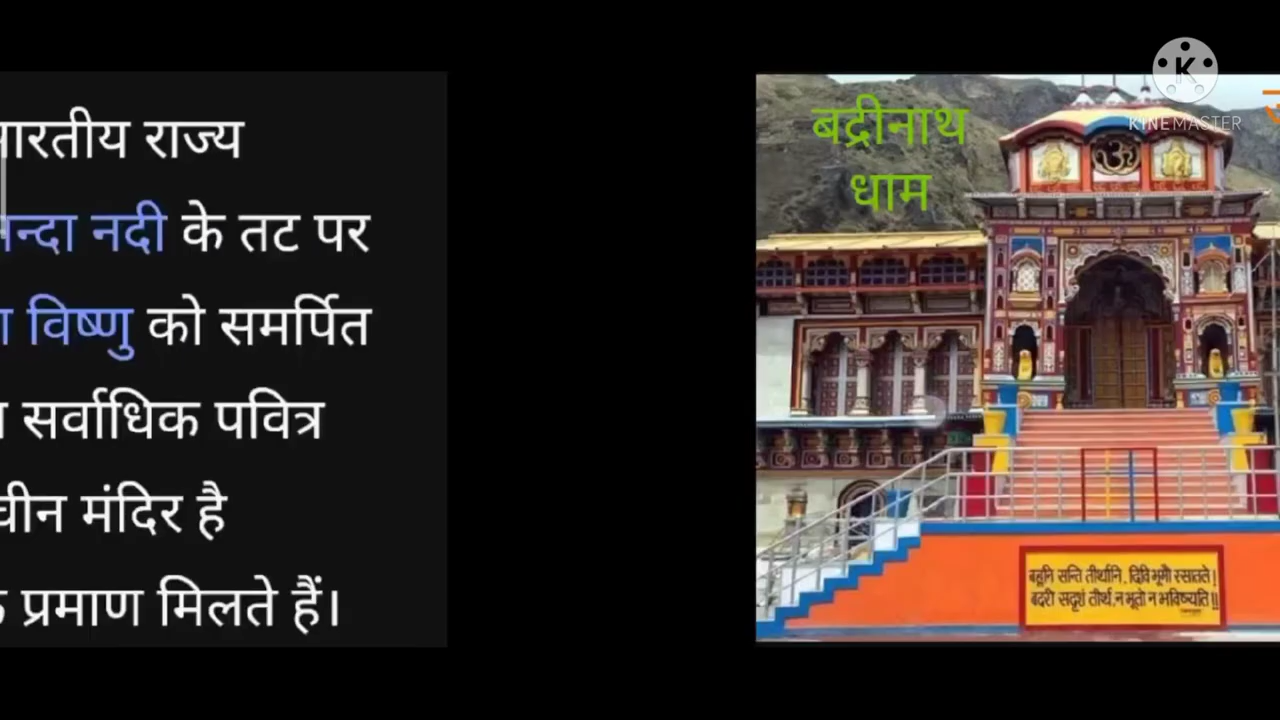 भारतीय राज्य
नन्दा नदी के तट पर
विष्णु को समर्पित
सर्वाधिक पवित्र
चीन मंदिर है
प्रमाण मिलते हैं।
बद्रीनाथ
धाम
KINEMASTER
बहूनि सन्ति तीर्थानि, दिवि भूमौ रसातले।
बदरी सदृशं तीर्थं, न भूतो न भविष्यति॥